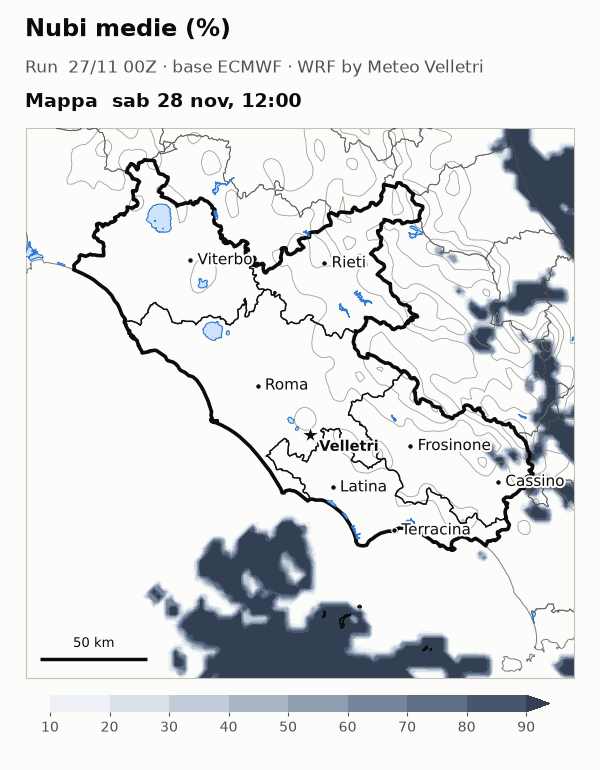 Nubi medie (%)
Run  27/11 00Z · base ECMWF · WRF by Meteo Velletri
Mappa  sab 28 nov, 12:00
Viterbo
Rieti
Roma
Velletri
Frosinone
Cassino
Latina
Terracina
50 km
10 20 30 40 50 60 70 80 90